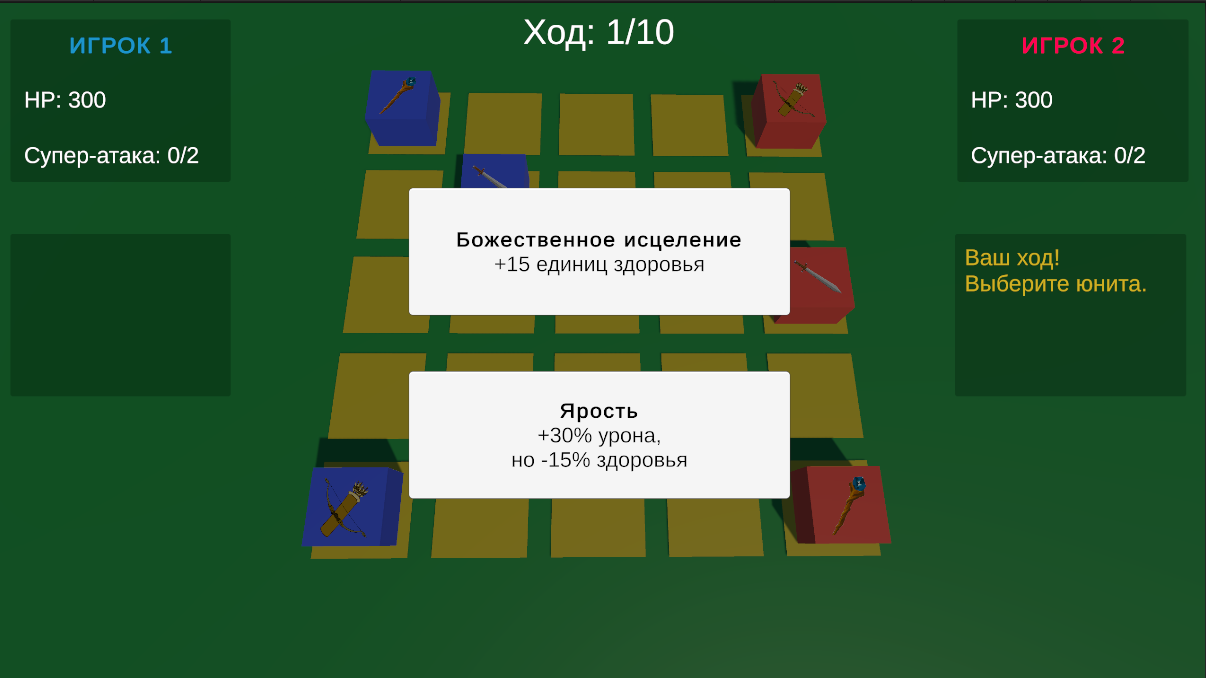 Ход: 1/10
ИГРОК 1
HP: 300
Супер-атака: 0/2
ИГРОК 2
HP: 300
Супер-атака: 0/2
Божественное исцеление
+15 единиц здоровья
Ваш ход!
Выберите юнита.
Ярость
+30% урона,
но -15% здоровья